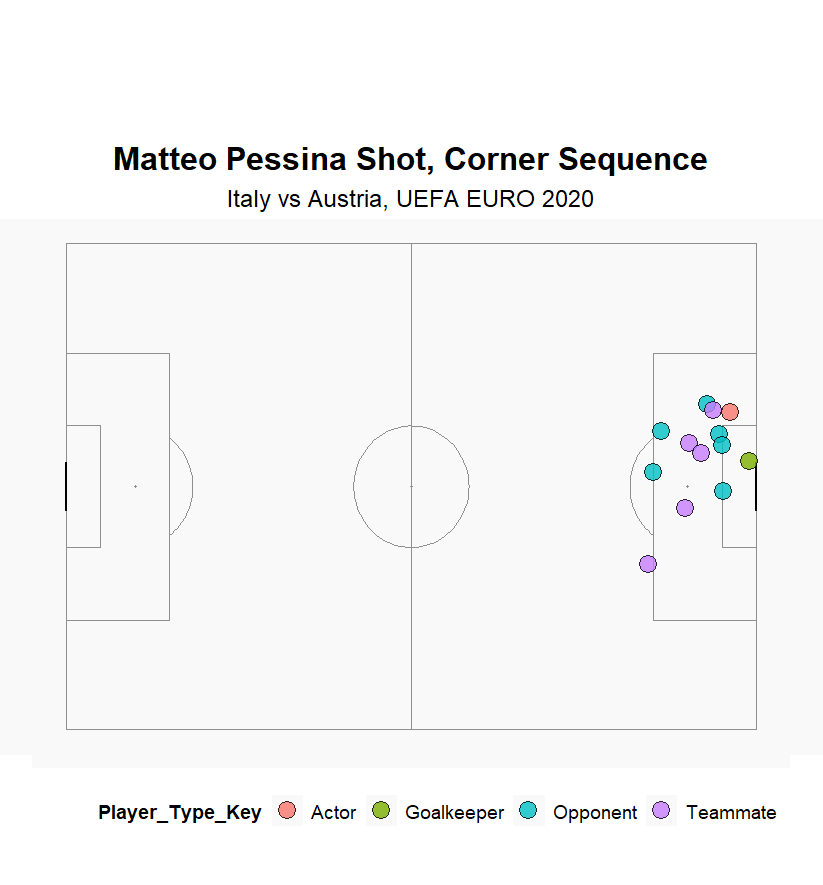 Matteo Pessina Shot, Corner Sequence
Italy vs Austria, UEFA EURO 2020
Player_Type_Key Actor Goalkeeper Opponent Teammate